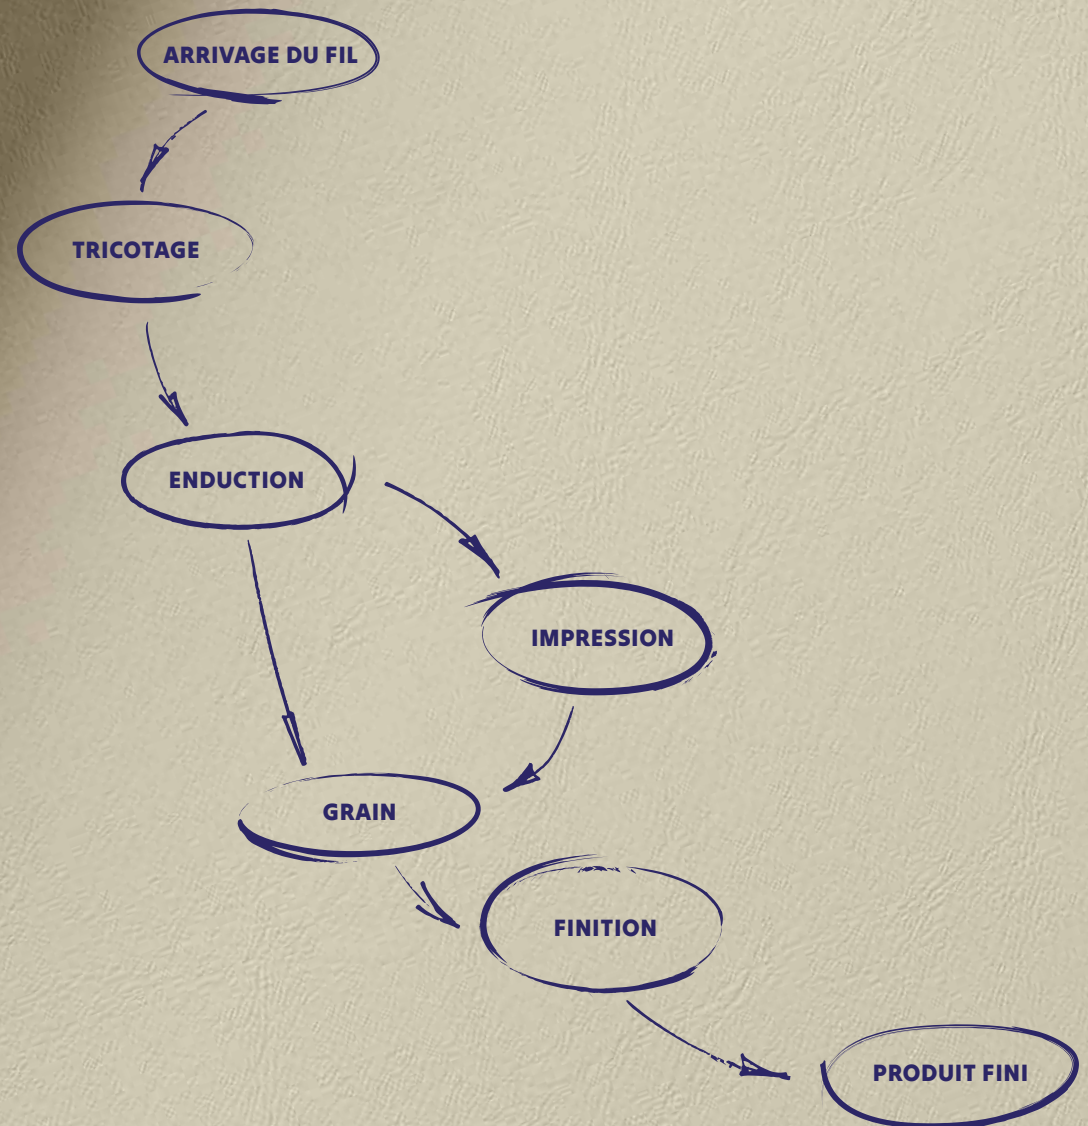 ARRIVAGE DU FIL
TRICOTAGE
ENDUCTION
IMPRESSION
GRAIN
FINITION
PRODUIT FINI